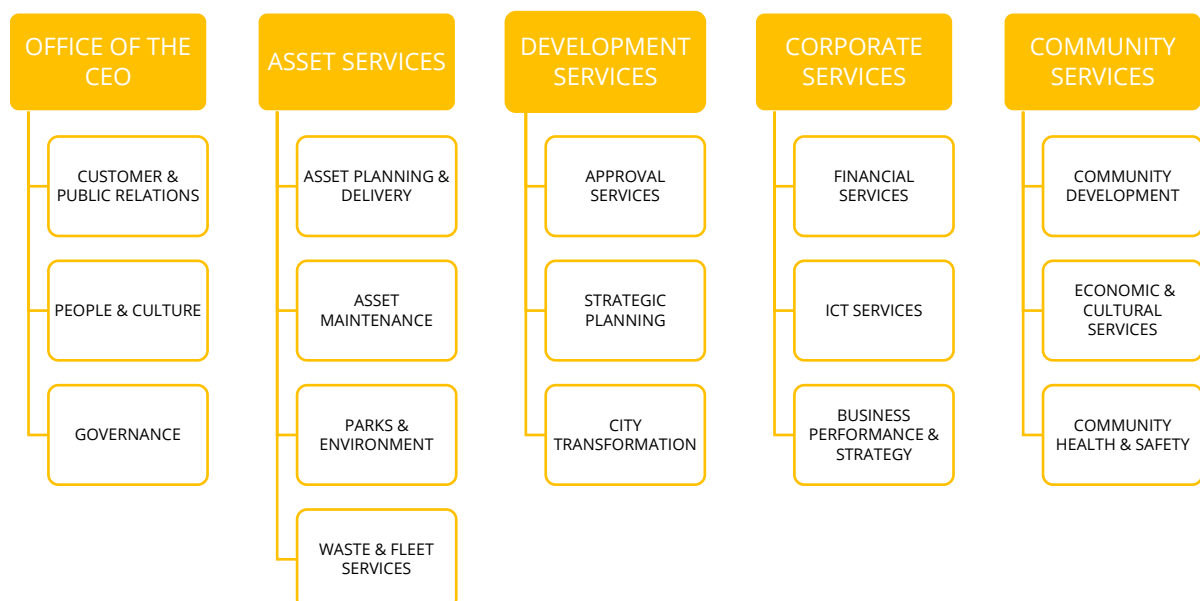 OFFICE OF THE
CEO
CUSTOMER &
PUBLIC RELATIONS
PEOPLE & CULTURE
GOVERNANCE
ASSET SERVICES
ASSET PLANNING &
DELIVERY
ASSET
MAINTENANCE
PARKS &
ENVIRONMENT
WASTE & FLEET
SERVICES
DEVELOPMENT
SERVICES
APPROVAL
SERVICES
STRATEGIC
PLANNING
CITY
TRANSFORMATION
CORPORATE
SERVICES
FINANCIAL
SERVICES
ICT SERVICES
BUSINESS
PERFORMANCE &
STRATEGY
COMMUNITY
SERVICES
COMMUNITY
DEVELOPMENT
ECONOMIC &
CULTURAL
SERVICES
COMMUNITY
HEALTH & SAFETY